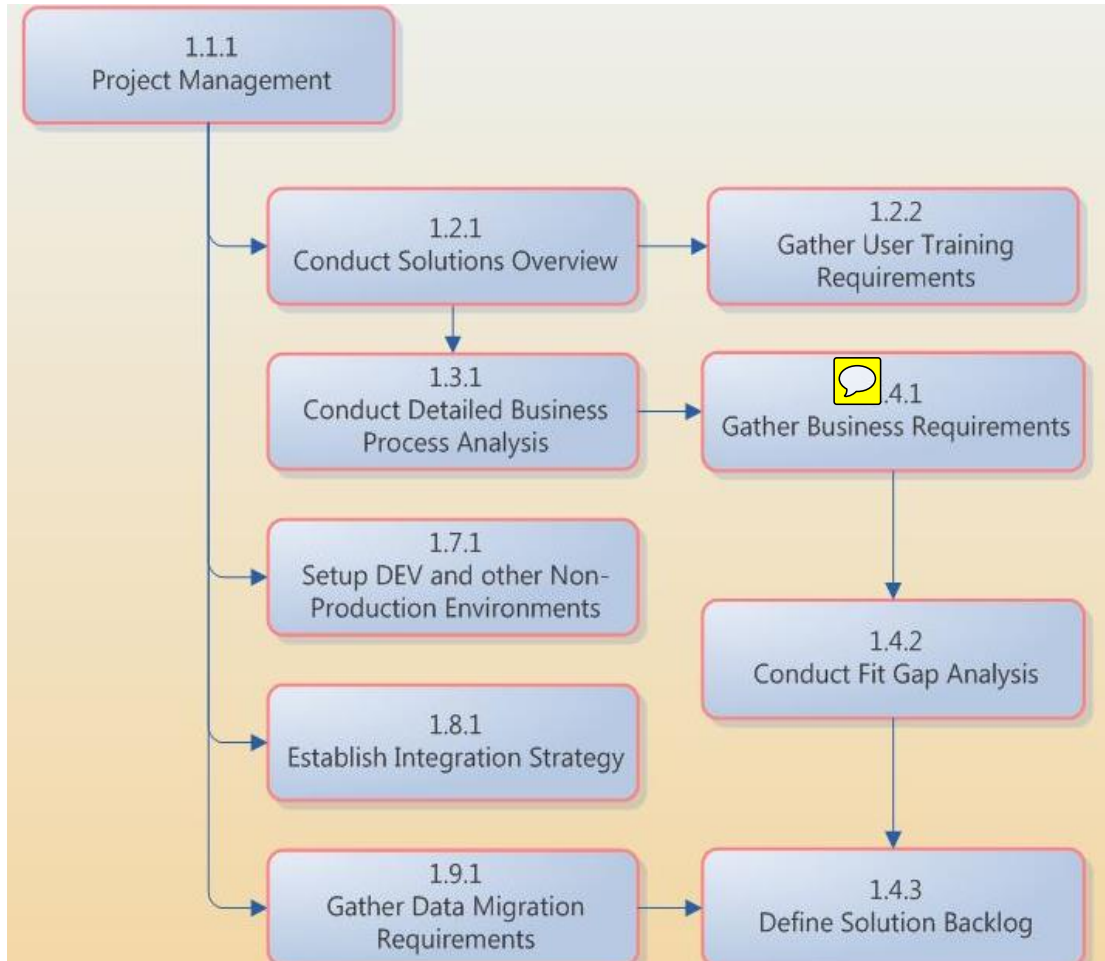 1.1.1
Project Management
1.2.1
Conduct Solutions Overview
1.2.2
Gather User Training
Requirements
1.3.1
Conduct Detailed Business
Process Analysis
.4.1
Gather Business Requirements
1.7.1
Setup DEV and other Non-
Production Environments
1.4.2
Conduct Fit Gap Analysis
1.8.1
Establish Integration Strategy
1.9.1
Gather Data Migration
Requirements
1.4.3
Define Solution Backlog